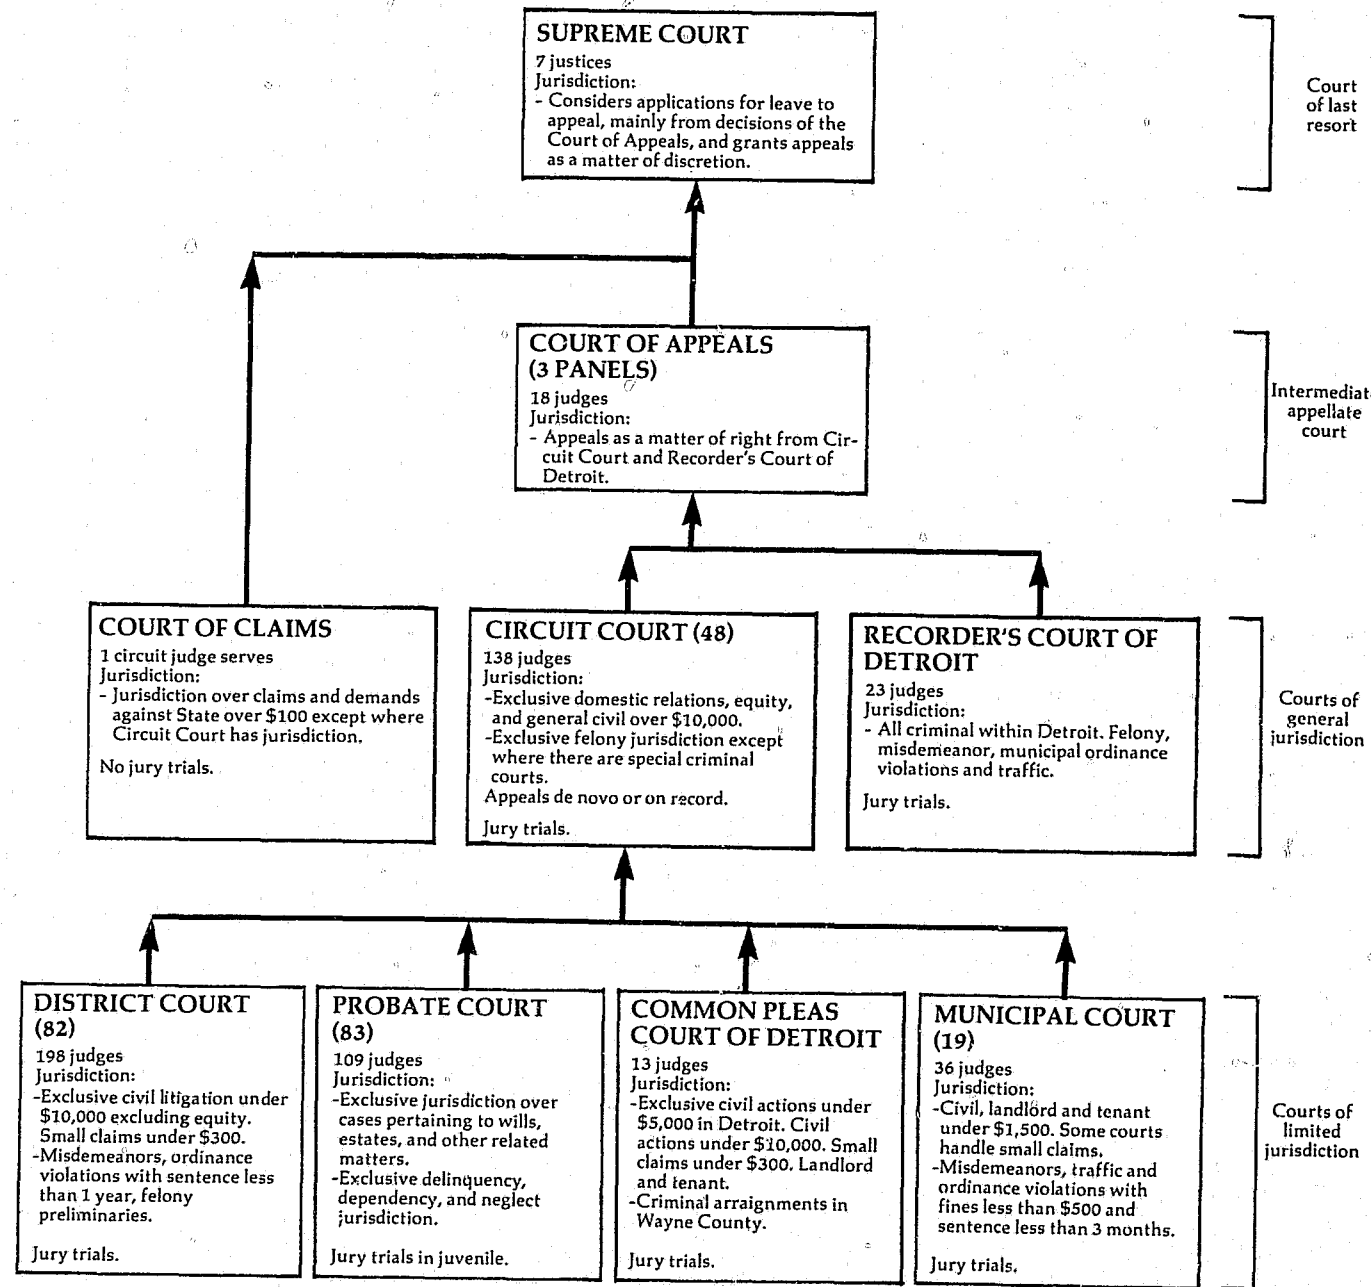 SUPREME COURT
7 justices
Jurisdiction:
- Considers applications for leave to
appeal, mainly from decisions of the
Court of Appeals, and grants appeals
as a matter of discretion.
Court
of last
resort
COURT OF APPEALS
(3 PANELS)
18 judges
Jurisdiction:
- Appeals as a matter of right from Cir-
cuit Court and Recorder's Court of
Detroit.
Intermediat
appellate
court
COURT OF CLAIMS
1 circuit judge serves
Jurisdiction:
- Jurisdiction over claims and demands
against State over $100 except where
Circuit Court has jurisdiction.
No jury trials.
CIRCUIT COURT (48)
138 judges
Jurisdiction:
-Exclusive domestic relations, equity,
and general civil over $10,000.
-Exclusive felony jurisdiction except
where there are special criminal
courts.
Appeals de novo or on record.
Jury trials.
RECORDER'S COURT OF
DETROIT
23 judges
Jurisdiction:
- All criminal within Detroit. Felony,
misdemeanor, municipal ordinance
violations and traffic.
Jury trials.
Courts of
general
jurisdiction
DISTRICT COURT
(82)
198 judges
Jurisdiction:
-Exclusive civil litigation under
$10,000 excluding equity.
Small claims under $300.
-Misdemeanors, ordinance
violations with sentence less
than 1 year, felony
preliminaries.
Jury trials.
PROBATE COURT
(83)
109 judges
Jurisdiction:
-Exclusive jurisdiction over
cases pertaining to wills,
estates, and other related
matters.
-Exclusive delinquency,
dependency, and neglect
jurisdiction.
Jury trials in juvenile.
COMMON PLEAS
COURT OF DETROIT
13 judges
Jurisdiction:
-Exclusive civil actions under
$5,000 in Detroit. Civil
actions under $10,000. Small
claims under $300. Landlord
and tenant.
-Criminal arraignments in
Wayne County.
Jury trials.
MUNICIPAL COURT
(19)
36 judges
Jurisdiction:
-Civil, landlord and tenant
under $1,500. Some courts
handle small claims.
-Misdemeanors, traffic and
ordinance violations with
fines less than $500 and
sentence less than 3 months.
Jury trials.
Courts of
limited
jurisdiction